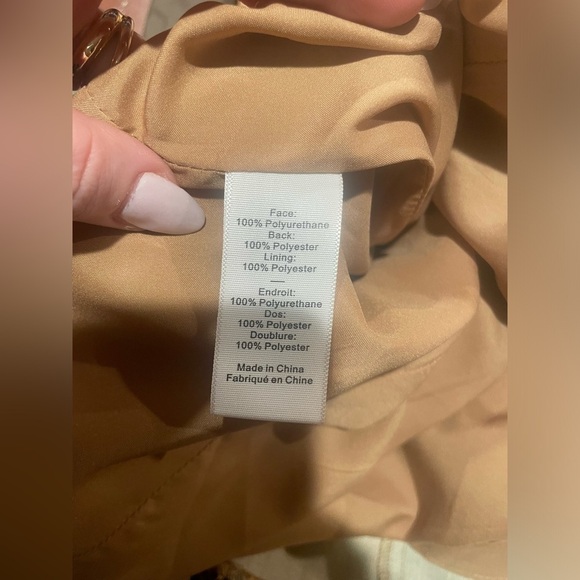 Face:
100% Polyurethane
Back:
100% Polyester
Lining:
100% Polyester
—
Endroit:
100% Polyurethane
Dos:
100% Polyester
Doublure:
100% Polyester
Made in China
Fabriqué en Chine